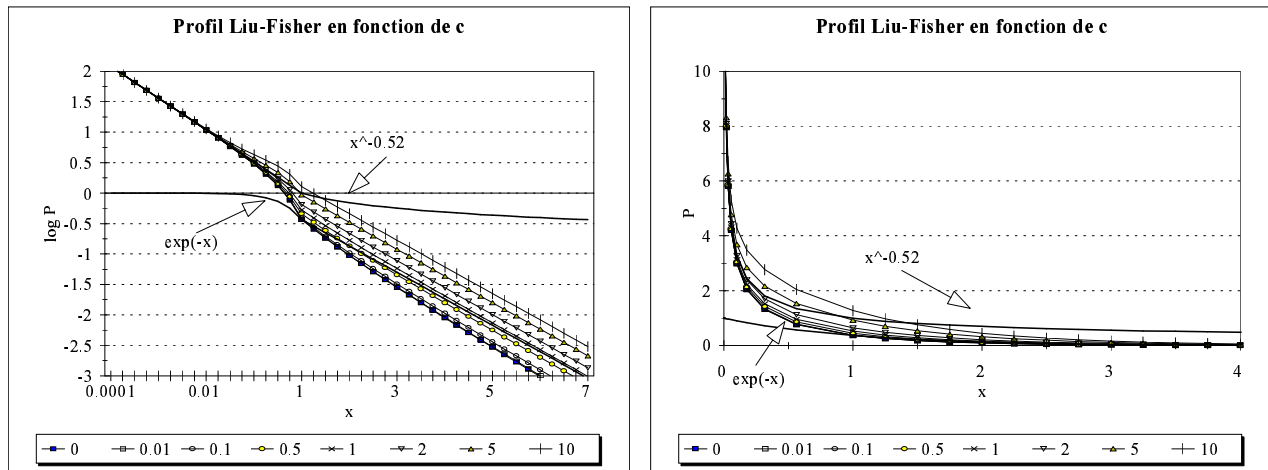 Profil Liu-Fisher en fonction de c
2
1.5
1
0.5
0
-0.5
-1
-1.5
-2
-2.5
-3
log P
x^-0.52
exp(-x)
0.0001 0.01 1 3 5 7
x
0 0.01 0.1 0.5 1 2 5 10
Profil Liu-Fisher en fonction de c
10
8
6
4
2
0
P
x^-0.52
exp(-x)
0 1 2 3 4
x
0 0.01 0.1 0.5 1 2 5 10